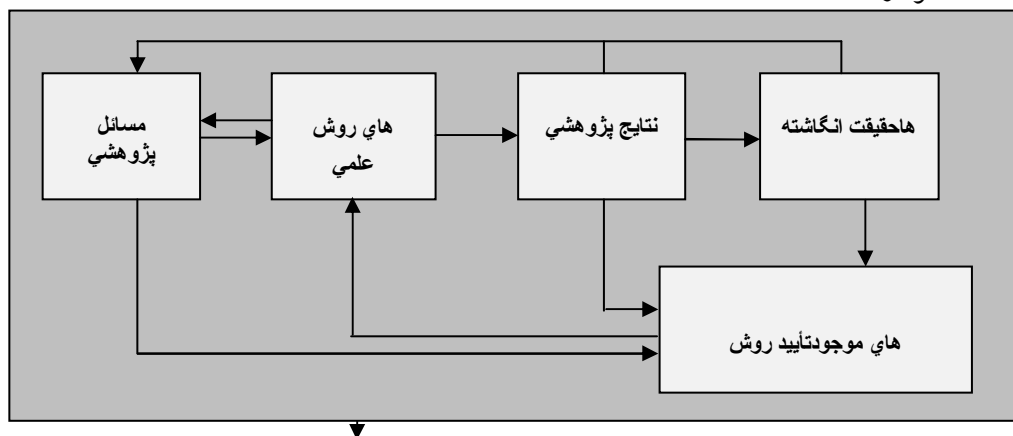 مسائل
پژوهشي
هاي روش
علمي
نتايج پژوهشي
هاحقيقت انگاشته
هاي موجودتأييد روش